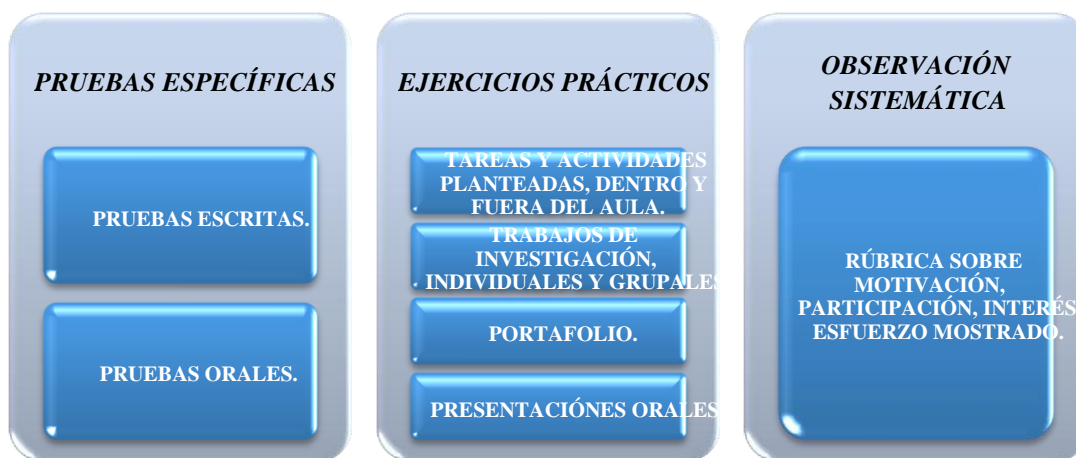 PRUEBAS ESPECÍFICAS
PRUEBAS ESCRITAS.
PRUEBAS ORALES.
EJERCICIOS PRÁCTICOS
TAREAS Y ACTIVIDADES
PLANTEADAS, DENTRO Y
FUERA DEL AULA.
TRABAJOS DE
INVESTIGACIÓN,
INDIVIDUALES Y GRUPALES
PORTAFOLIO.
PRESENTACIÓNES ORALES
OBSERVACIÓN
SISTEMÁTICA
RÚBRICA SOBRE
MOTIVACIÓN,
PARTICIPACIÓN, INTERÉS
ESFUERZO MOSTRADO.